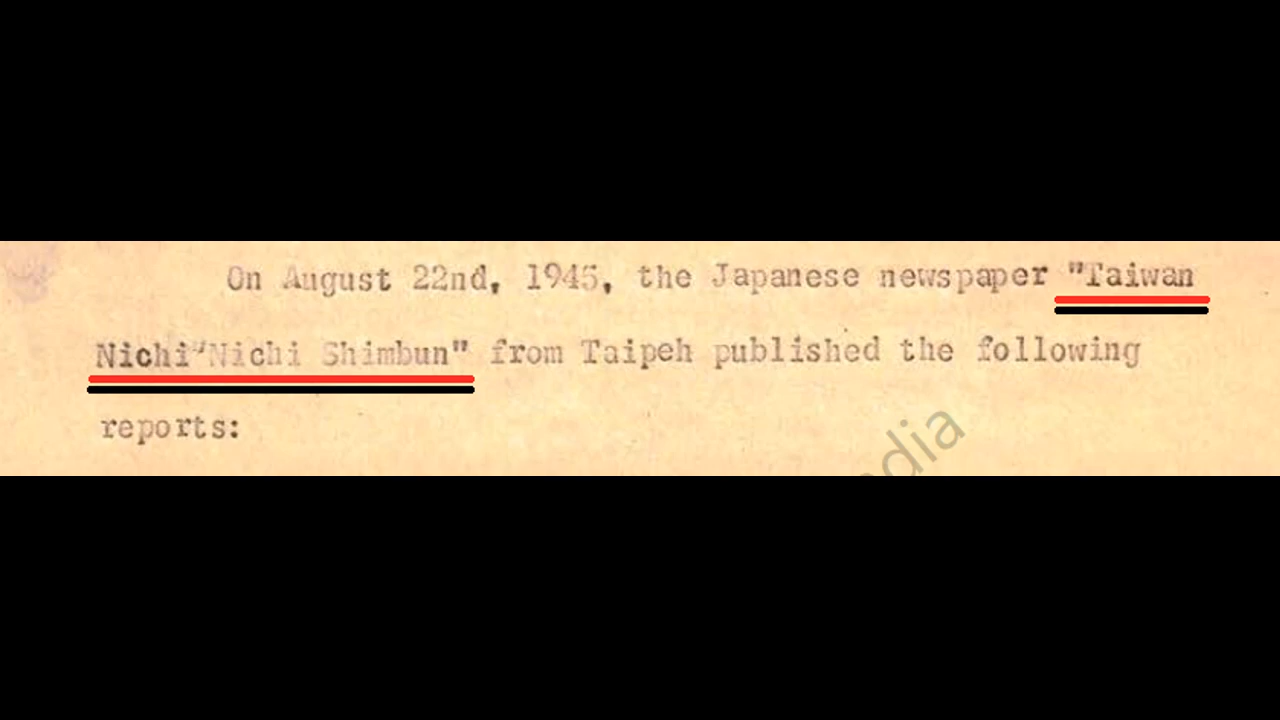 On August 22nd, 1945, the Japanese newspaper "Taiwan
Nichi"Nichi Shimbun" from Taipeh published the following
reports: